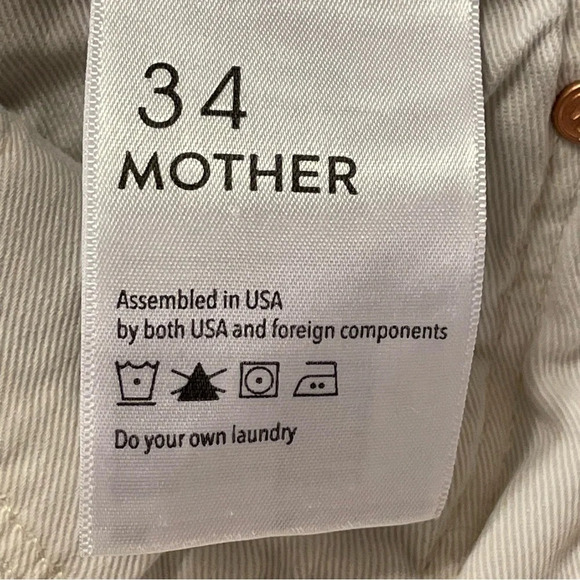 34
MOTHER
Assembled in USA
by both USA and foreign components
Do your own laundry